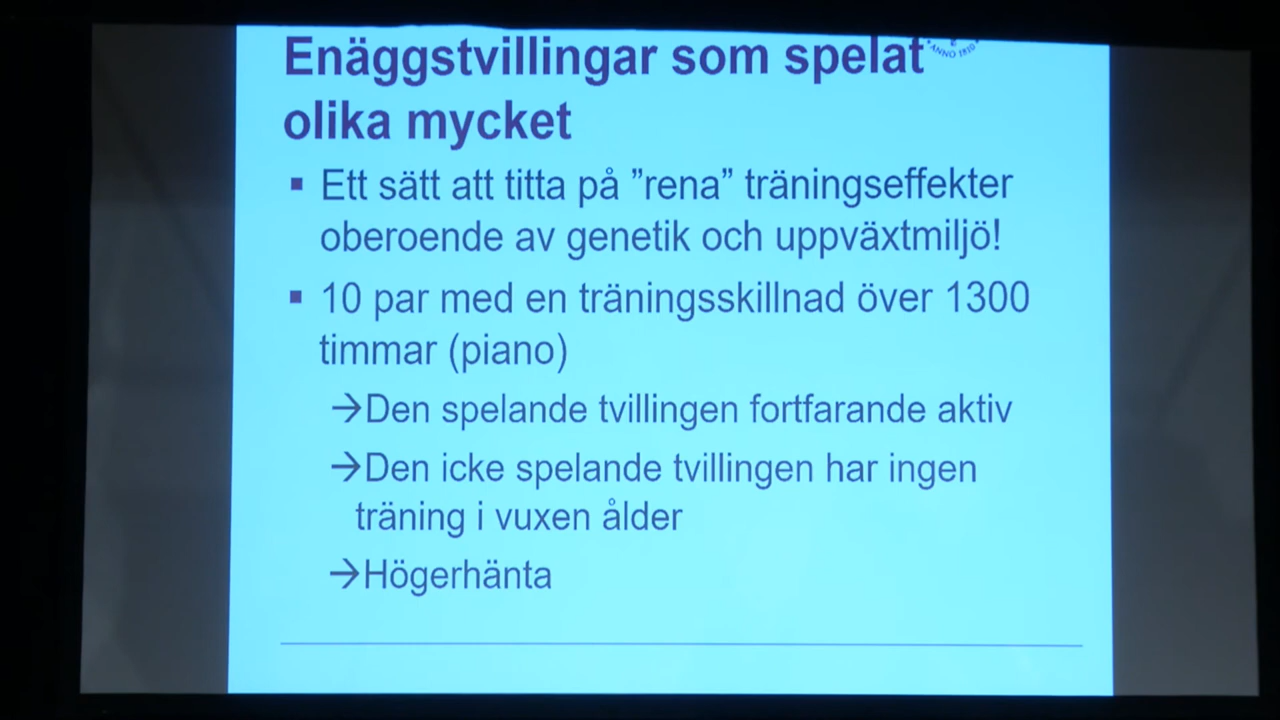 Enäggstvillingar som spelat
olika mycket
ANNO 1810
▪ Ett sätt att titta på ”rena” träningseffekter
oberoende av genetik och uppväxtmiljö!
▪ 10 par med en träningsskillnad över 1300
timmar (piano)
→Den spelande tvillingen fortfarande aktiv
→Den icke spelande tvillingen har ingen
träning i vuxen ålder
→Högerhänta